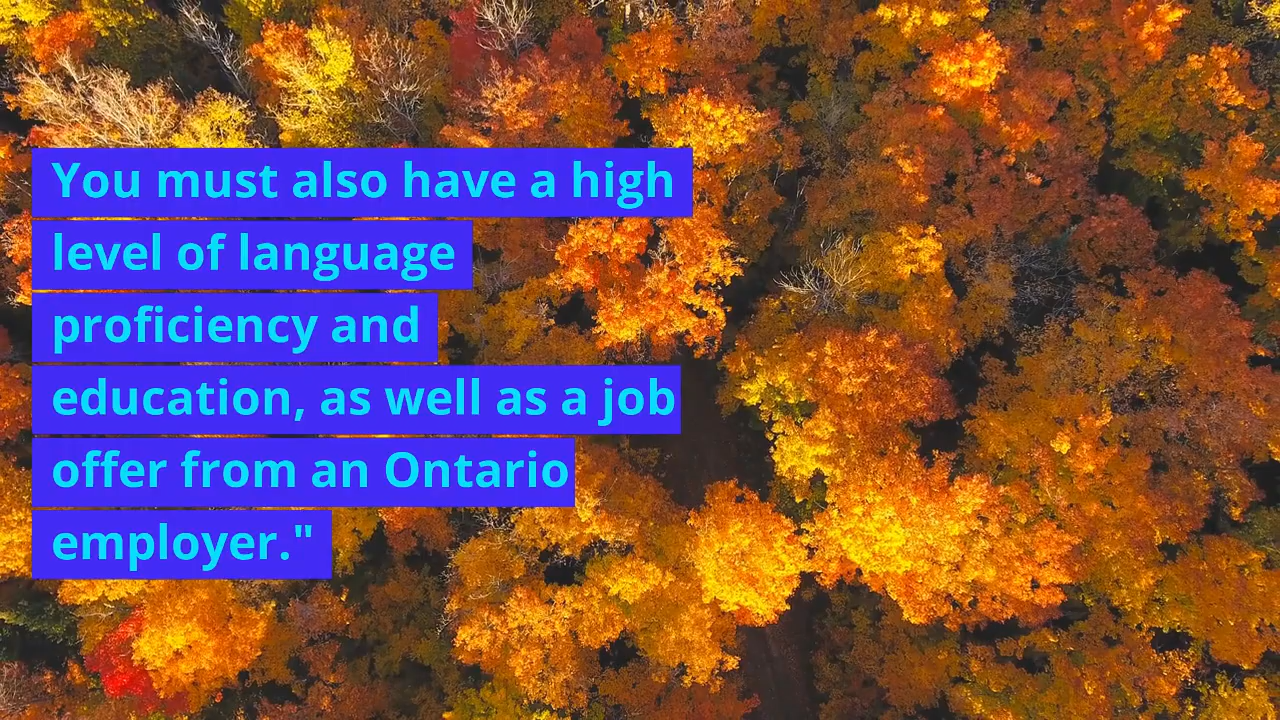 You must also have a high
level of language
proficiency and
education, as well as a job
offer from an Ontario
employer."